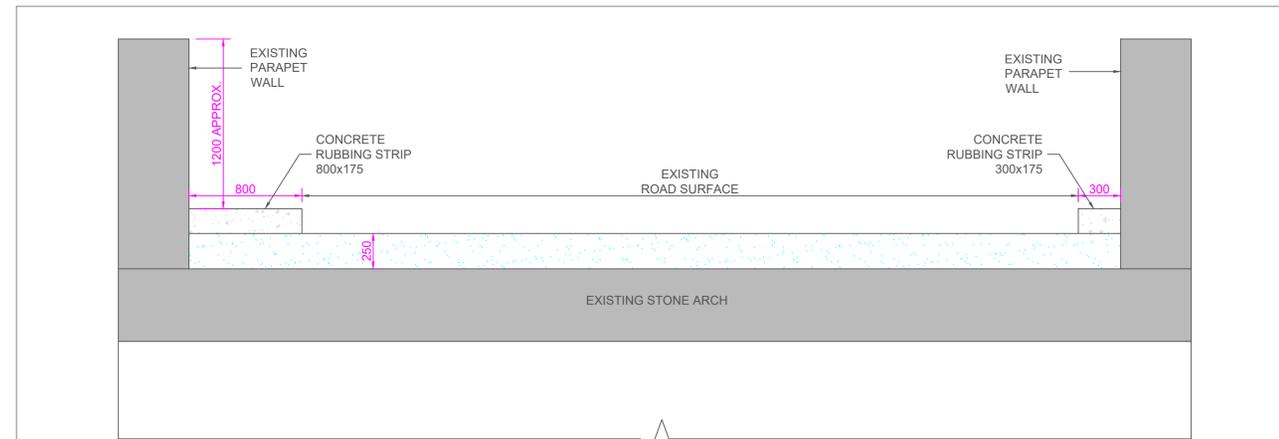 EXISTING
PARAPET
WALL
1200 APPROX.
EXISTING
PARAPET
WALL
CONCRETE
RUBBING STRIP
800x175
CONCRETE
RUBBING STRIP
300x175
EXISTING
ROAD SURFACE
800
300
250
EXISTING STONE ARCH